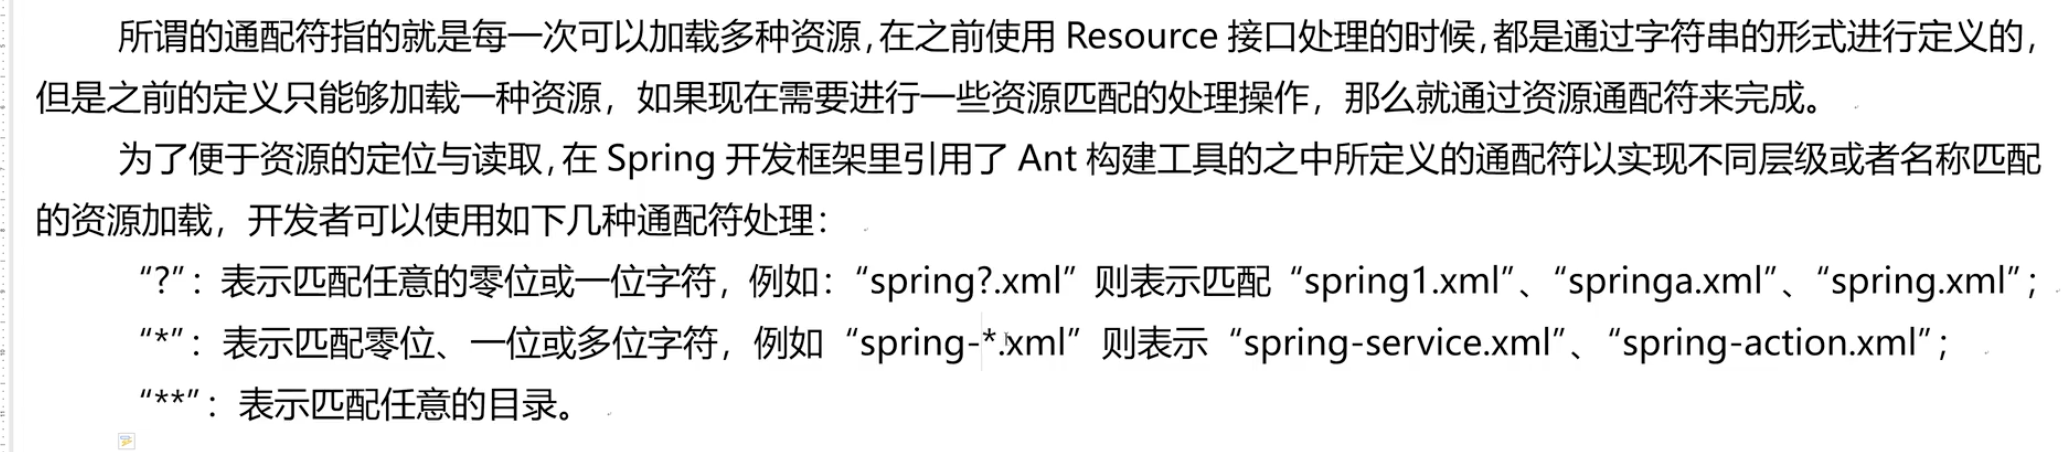 所谓的通配符指的就是每一次可以加载多种资源,在之前使用 Resource 接口处理的时候,都是通过字符串的形式进行定义的,
但是之前的定义只能够加载一种资源，如果现在需要进行一些资源匹配的处理操作，那么就通过资源通配符来完成。
为了便于资源的定位与读取,在 Spring 开发框架里引用了 Ant 构建工具的之中所定义的通配符以实现不同层级或者名称匹配
的资源加载，开发者可以使用如下几种通配符处理：
“?”：表示匹配任意的零位或一位字符，例如：“spring?.xml”则表示匹配“spring1.xml”、“springa.xml”、“spring.xml”；
“*”：表示匹配零位、一位或多位字符，例如“spring-*.xml”则表示“spring-service.xml”、“spring-action.xml”；
“**”：表示匹配任意的目录。